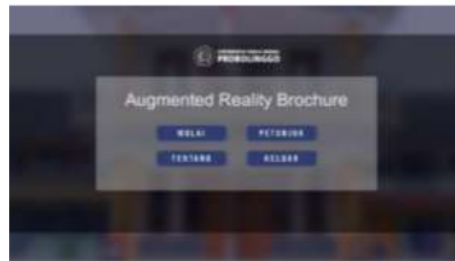 PROBOLINGGO
Augmented Reality Brochure
MULAI
PETUNJUK
TENTANG
KELUAR